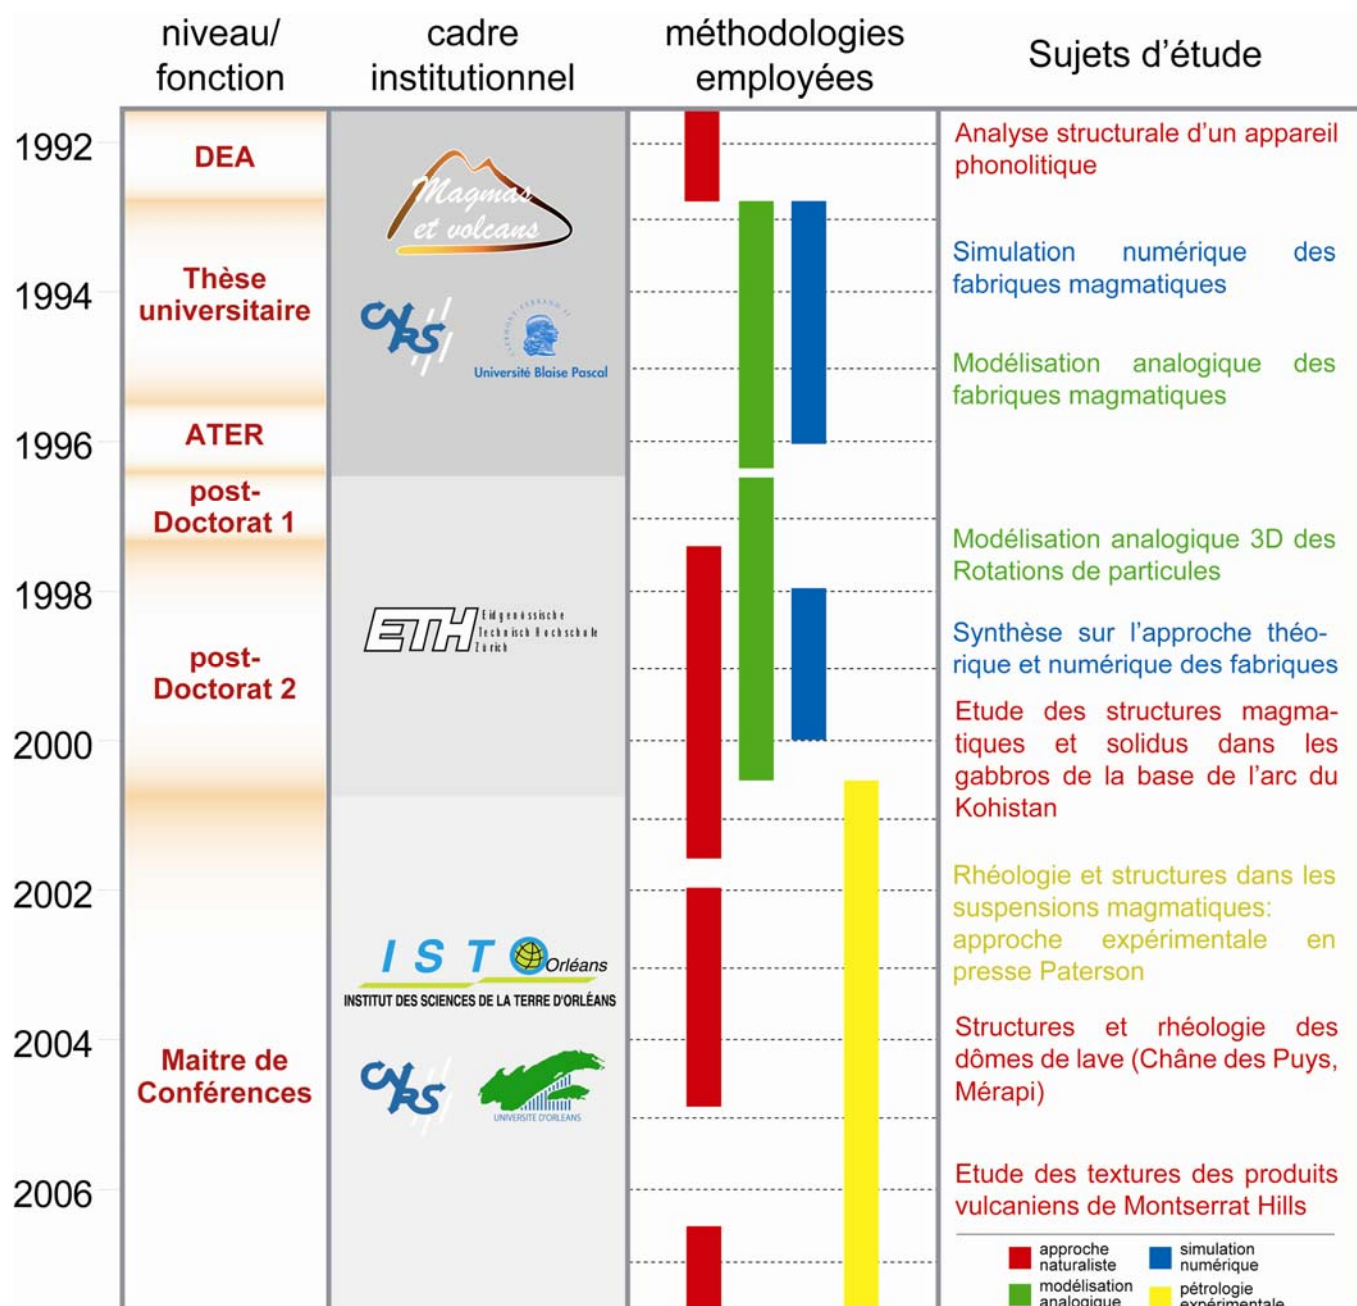 niveau/
fonction
cadre
institutionnel
méthodologies
employées
Sujets d'étude
1992
DEA
Magmas
et volcans
Analyse structurale d'un appareil
phonolitique
1994
Thèse
universitaire
CNRS
Université Blaise Pascal
Simulation numérique des
fabriques magmatiques
Modélisation analogique des
fabriques magmatiques
1996
ATER
post-
Doctorat 1
1998
post-
Doctorat 2
ETH
Eidgenössische
Technisch Hochschule
Zürich
Modélisation analogique 3D des
Rotations de particules
Synthèse sur l'approche théo-
rique et numérique des fabriques
2000
Etude des structures magma-
tiques et solidus dans les
gabbros de la base de l'arc du
Kohistan
2002
Rhéologie et structures dans les
suspensions magmatiques:
approche expérimentale en
presse Paterson
IST Orléans
INSTITUT DES SCIENCES DE LA TERRE D'ORLÉANS
2004
Maitre de
Conférences
CNRS
UNIVERSITE D'ORLEANS
Structures et rhéologie des
dômes de lave (Châne des Puys,
Mérapi)
2006
Etude des textures des produits
vulcaniens de Montserrat Hills
approche
naturaliste
simulation
numérique
modélisation
analogique
pétrologie
expérimentale